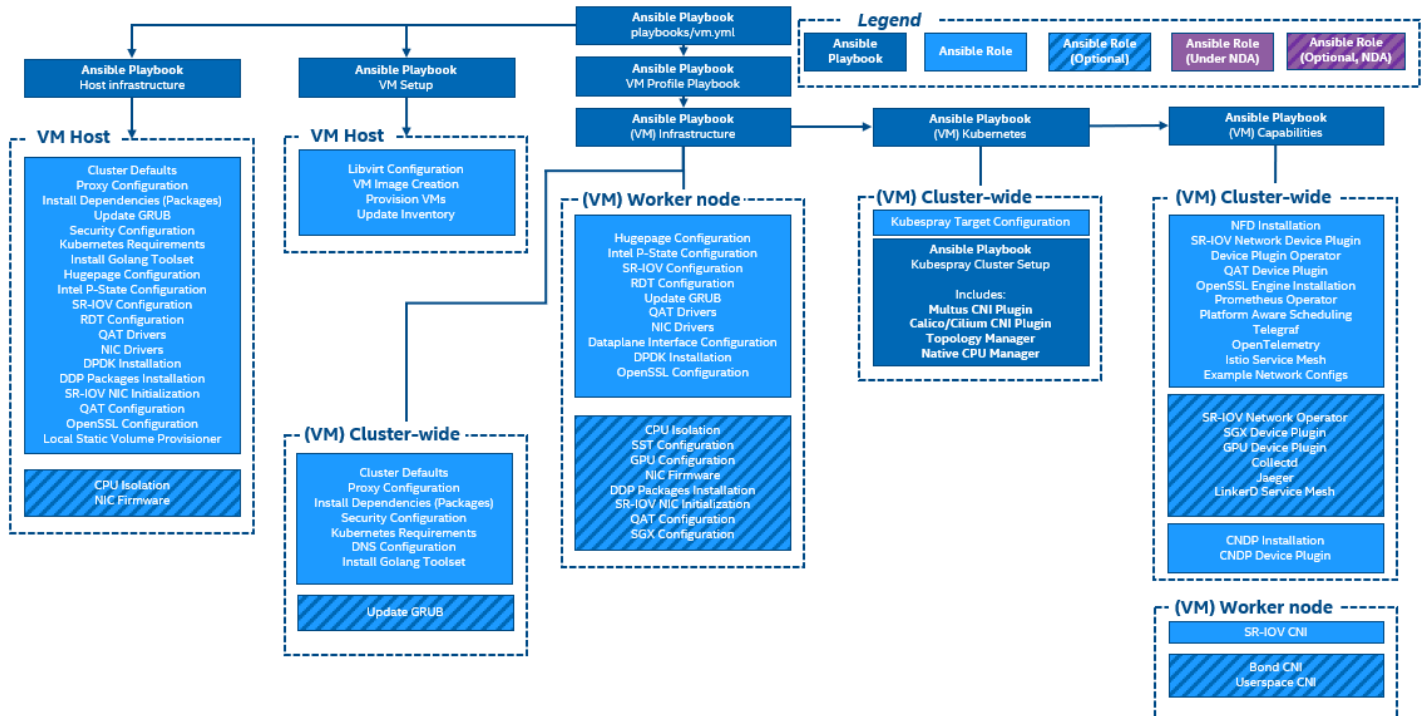 Ansible Playbook
playbooks/vm.yml
Legend
Ansible
Playbook
Ansible Role
Ansible Role
(Optional)
Ansible Role
(Under NDA)
Ansible Role
(Optional, NDA)
Ansible Playbook
Host infrastructure
Ansible Playbook
VM Setup
Ansible Playbook
VM Profile Playbook
Ansible Playbook
(VM) Infrastructure
Ansible Playbook
(VM) Kubernetes
Ansible Playbook
(VM) Capabilities
VM Host
Cluster Defaults
Proxy Configuration
Install Dependencies (Packages)
Update GRUB
Security Configuration
Kubernetes Requirements
Install Golang Toolset
Hugepage Configuration
Intel P-State Configuration
SR-IOV Configuration
RDT Configuration
QAT Drivers
NIC Drivers
DPDK Installation
DDP Packages Installation
SR-IOV NIC Initialization
QAT Configuration
OpenSSL Configuration
Local Static Volume Provisioner
CPU Isolation
NIC Firmware
VM Host
Libvirt Configuration
VM Image Creation
Provision VMs
Update Inventory
(VM) Cluster-wide
Cluster Defaults
Proxy Configuration
Install Dependencies (Packages)
Security Configuration
Kubernetes Requirements
DNS Configuration
Install Golang Toolset
Update GRUB
(VM) Worker node
Hugepage Configuration
Intel P-State Configuration
SR-IOV Configuration
RDT Configuration
Update GRUB
QAT Drivers
NIC Drivers
Dataplane Interface Configuration
DPDK Installation
OpenSSL Configuration
CPU Isolation
SST Configuration
GPU Configuration
NIC Firmware
DDP Packages Installation
SR-IOV NIC Initialization
QAT Configuration
SGX Configuration
(VM) Cluster-wide
Kubespray Target Configuration
Ansible Playbook
Kubespray Cluster Setup
Includes:
Multus CNI Plugin
Calico/Cilium CNI Plugin
Topology Manager
Native CPU Manager
(VM) Cluster-wide
NFD Installation
SR-IOV Network Device Plugin
Device Plugin Operator
QAT Device Plugin
OpenSSL Engine Installation
Prometheus Operator
Platform Aware Scheduling
Telegraf
OpenTelemetry
Istio Service Mesh
Example Network Configs
SR-IOV Network Operator
SGX Device Plugin
GPU Device Plugin
Collectd
Jaeger
LinkerD Service Mesh
CNDP Installation
CNDP Device Plugin
(VM) Worker node
SR-IOV CNI
Bond CNI
Userspace CNI